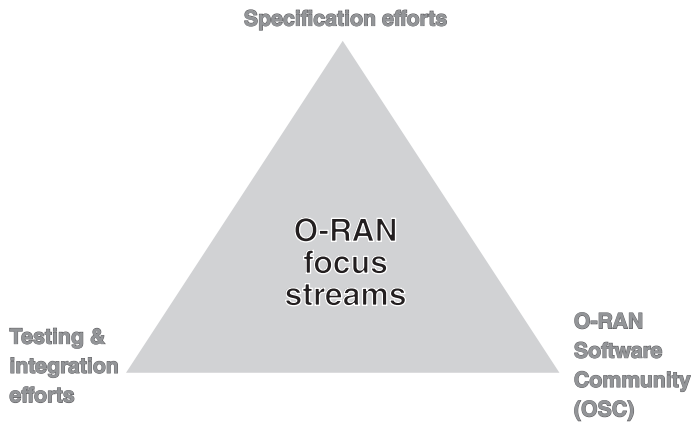 Specification efforts
O-RAN
focus
streams
Testing &
integration
efforts
O-RAN
Software
Community
(OSC)